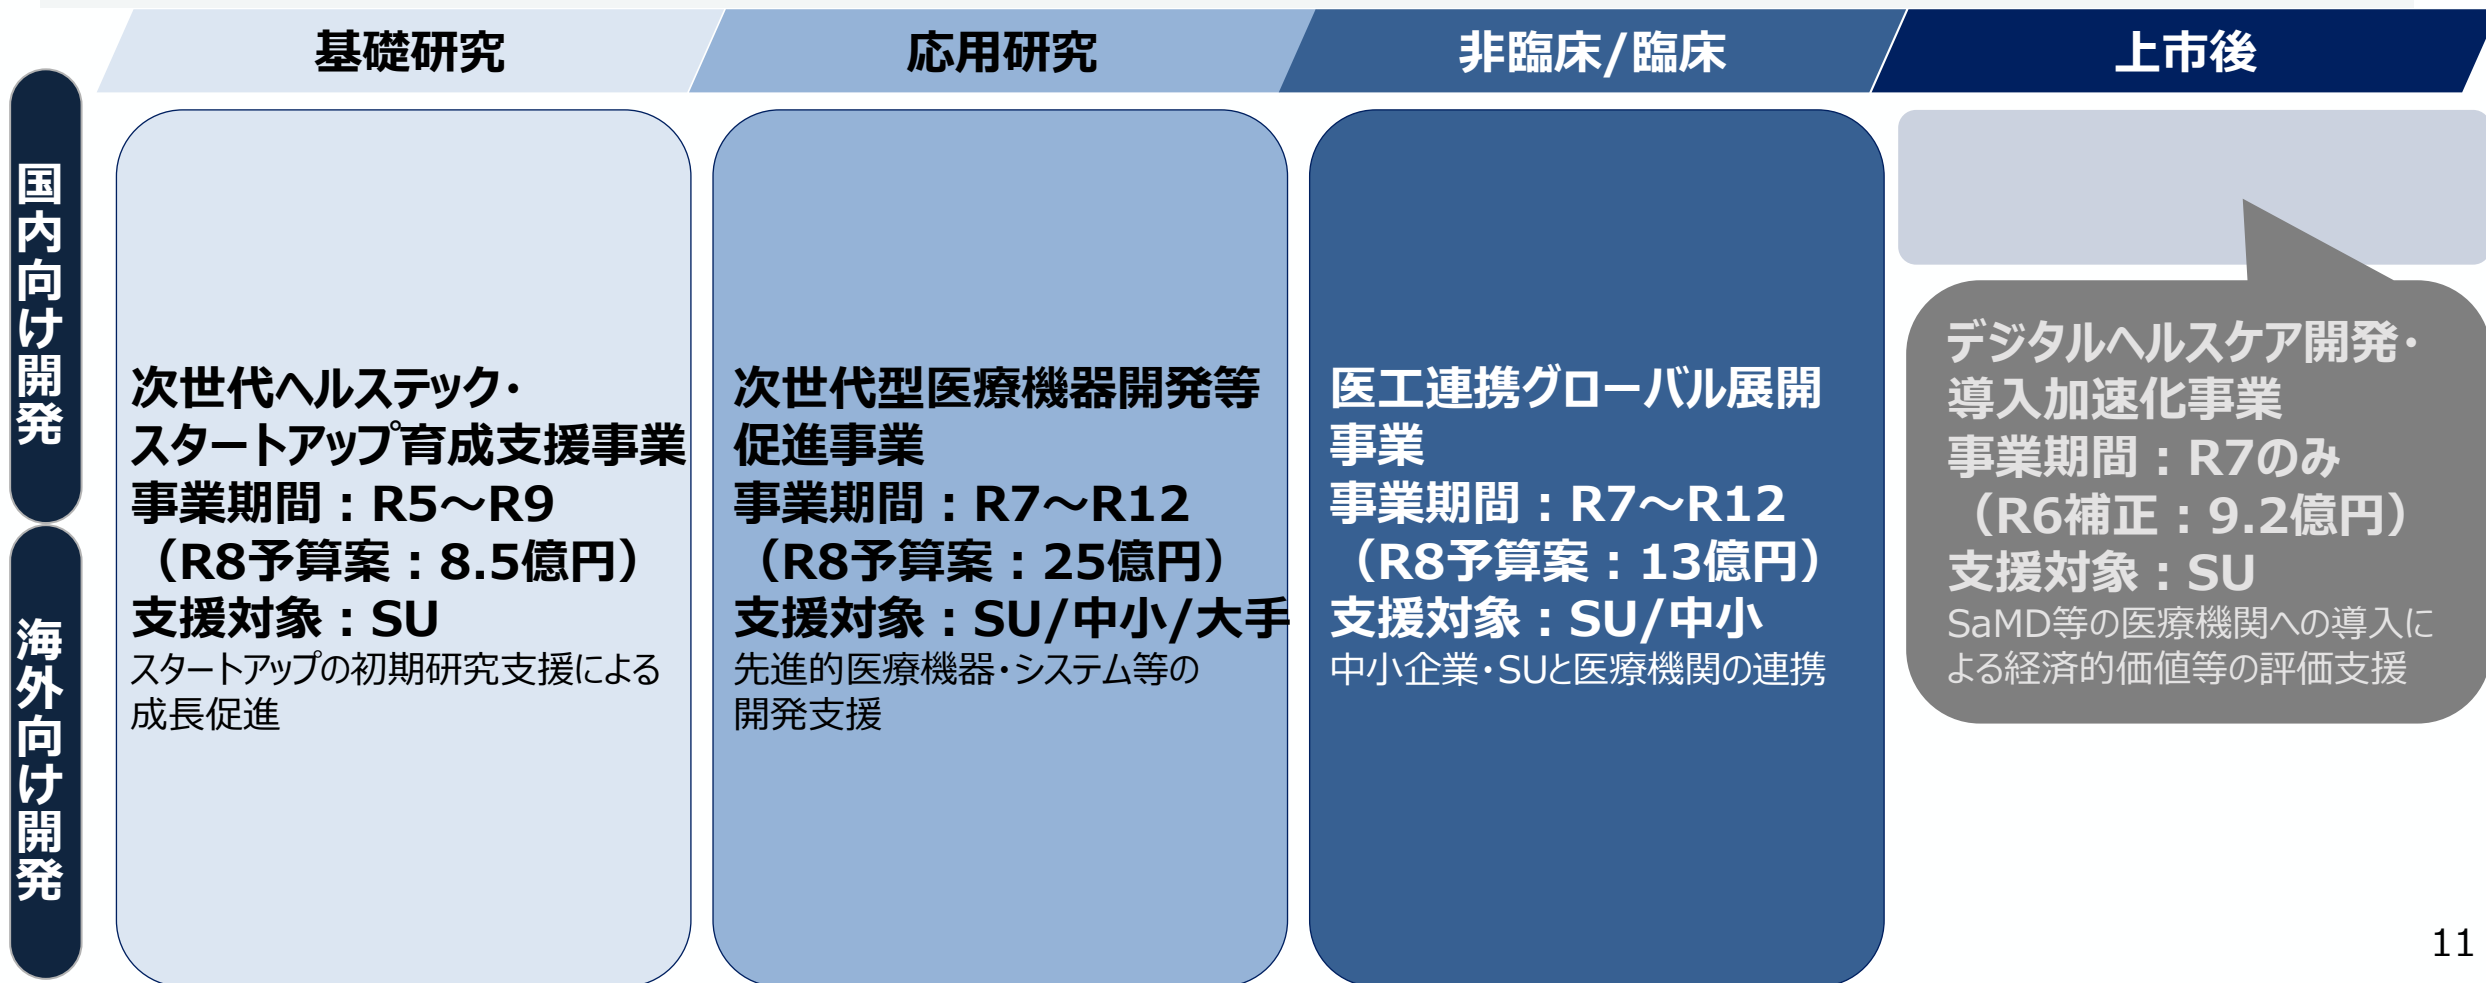 基礎研究
応用研究
非臨床/臨床
上市後
国内向け開発
海外向け開発
次世代ヘルステック・
スタートアップ育成支援事業
事業期間：R5～R9
（R8予算案：8.5億円）
支援対象：SU
スタートアップの初期研究支援による
成長促進
次世代型医療機器開発等
促進事業
事業期間：R7～R12
（R8予算案：25億円）
支援対象：SU/中小/大手
先進的医療機器・システム等の
開発支援
医工連携グローバル展開
事業
事業期間：R7～R12
（R8予算案：13億円）
支援対象：SU/中小
中小企業・SUと医療機関の連携
デジタルヘルスケア開発・
導入加速化事業
事業期間：R7のみ
（R6補正：9.2億円）
支援対象：SU
SaMD等の医療機関への導入に
よる経済的価値等の評価支援
11